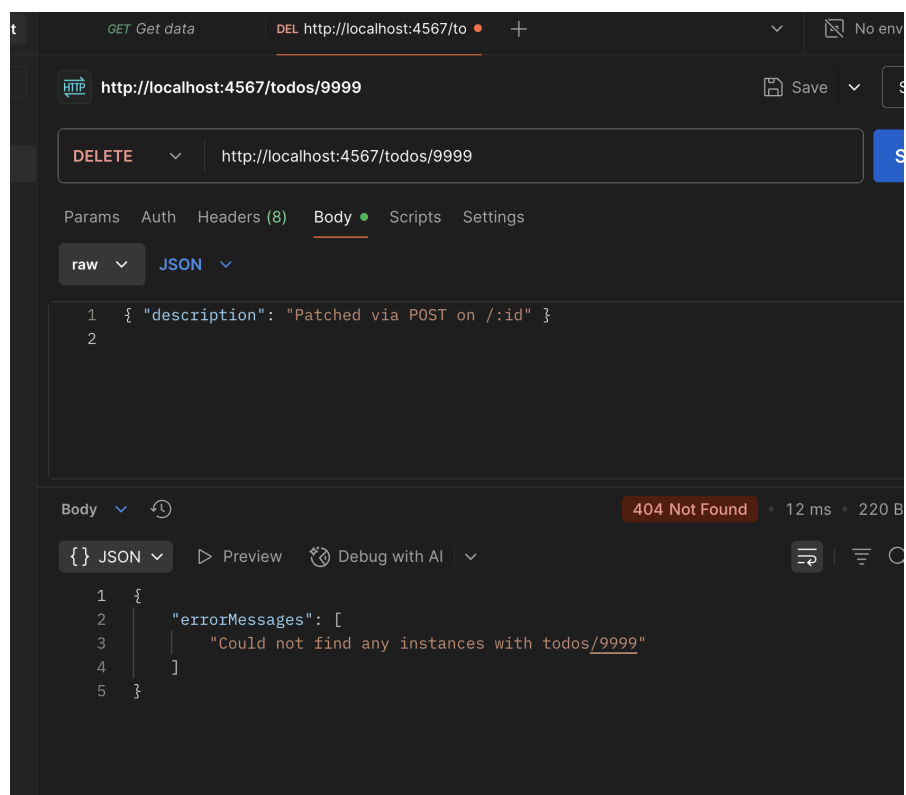 t GET Get data DEL http://localhost:4567/to No env
HTTP http://localhost:4567/todos/9999 Save S
DELETE http://localhost:4567/todos/9999 S
Params Auth Headers (8) Body Scripts Settings
raw JSON
1 { "description": "Patched via POST on /:id" }
2
Body 404 Not Found 12 ms 220 B
{} JSON Preview Debug with AI
1 {
2 "errorMessages": [
3 "Could not find any instances with todos/9999"
4 ]
5 }